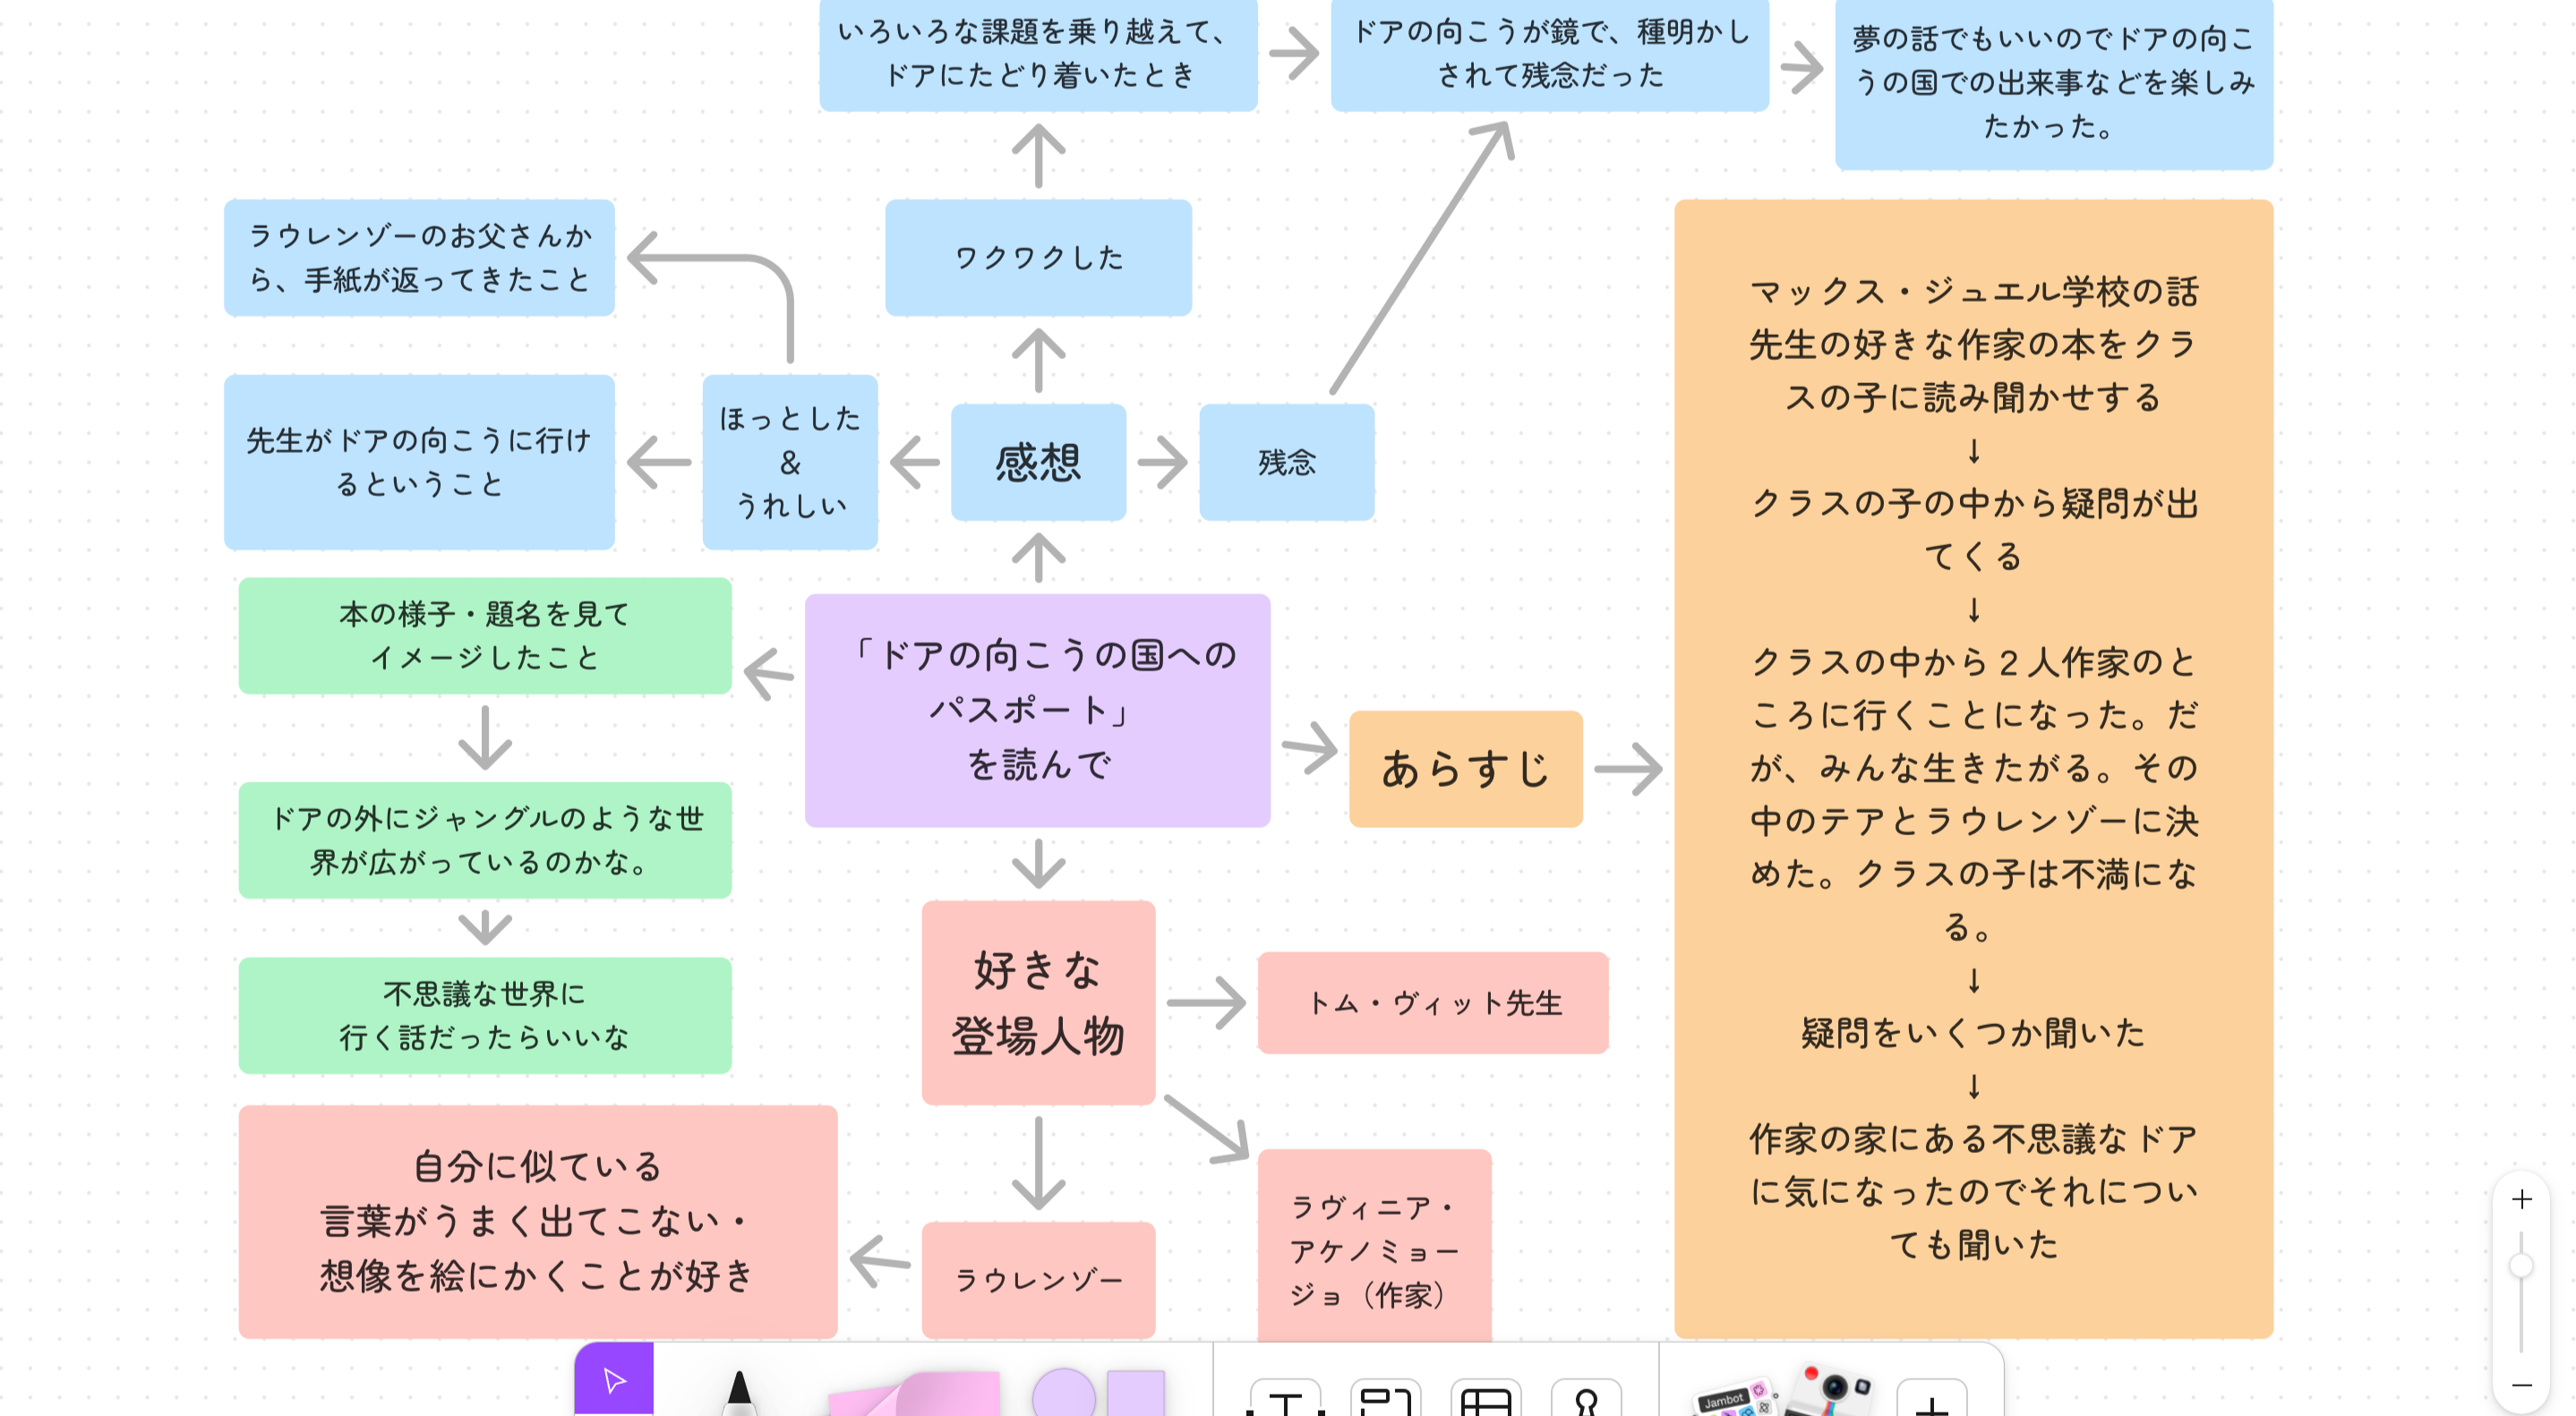 いろいろな課題を乗り越えて、
ドアにたどり着いたとき
ドアの向こうが鏡で、種明かし
されて残念だった
夢の話でもいいのでドアの向こ
うの国での出来事などを楽しみ
たかった。
ラウレンゾーのお父さんか
ら、手紙が返ってきたこと
ワクワクした
先生がドアの向こうに行け
るということ
ほっとした
&
うれしい
感想
残念
本の様子・題名を見て
イメージしたこと
ドアの外にジャングルのような世
界が広がっているのかな。
不思議な世界に
行く話だったらいいな
「ドアの向こうの国への
パスポート」
を読んで
あらすじ
マックス・ジュエル学校の話
先生の好きな作家の本をクラ
スの子に読み聞かせする
↓
クラスの子の中から疑問が出
てくる
↓
クラスの中から２人作家のと
ころに行くことになった。だ
が、みんな生きたがる。その
中のテアとラウレンゾーに決
めた。クラスの子は不満にな
る。
↓
疑問をいくつか聞いた
↓
作家の家にある不思議なドア
に気になったのでそれについ
ても聞いた
好きな
登場人物
トム・ヴィット先生
自分に似ている
言葉がうまく出てこない・
想像を絵にかくことが好き
ラウレンゾー
ラヴィニア・
アケノミョー
ジョ（作家）
Jambot